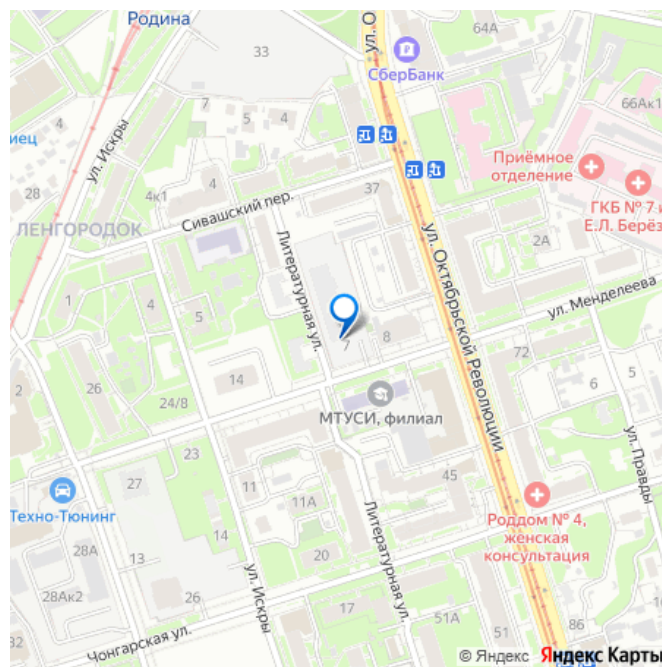 Родина
ул. О
33
СберБанк
64А
7
5
4
4
66Ак1
иец
ул. Искры
28
4к1
4
37
Приёмное
отделение
ГКБ № 7 и
Е.Л. Берёз
Сивашский пер.
ЛЕНГОРОДОК
Литературная ул.
ул. Октябрьской Революции
2А
ул. Менделеева
1
4
5
7
8
72
26
14
2
24/8
6
5
МТУСИ, филиал
ул. Правды
23
11
45
27
11А
Техно-Тюнинг
Роддом № 4,
женская
консультация
14
Литературная ул.
28А
13
20
28Ак2
26
ул. Искры
17
51А
32
Чонгарская ул.
51
86
© Яндекс Яндекс Карты